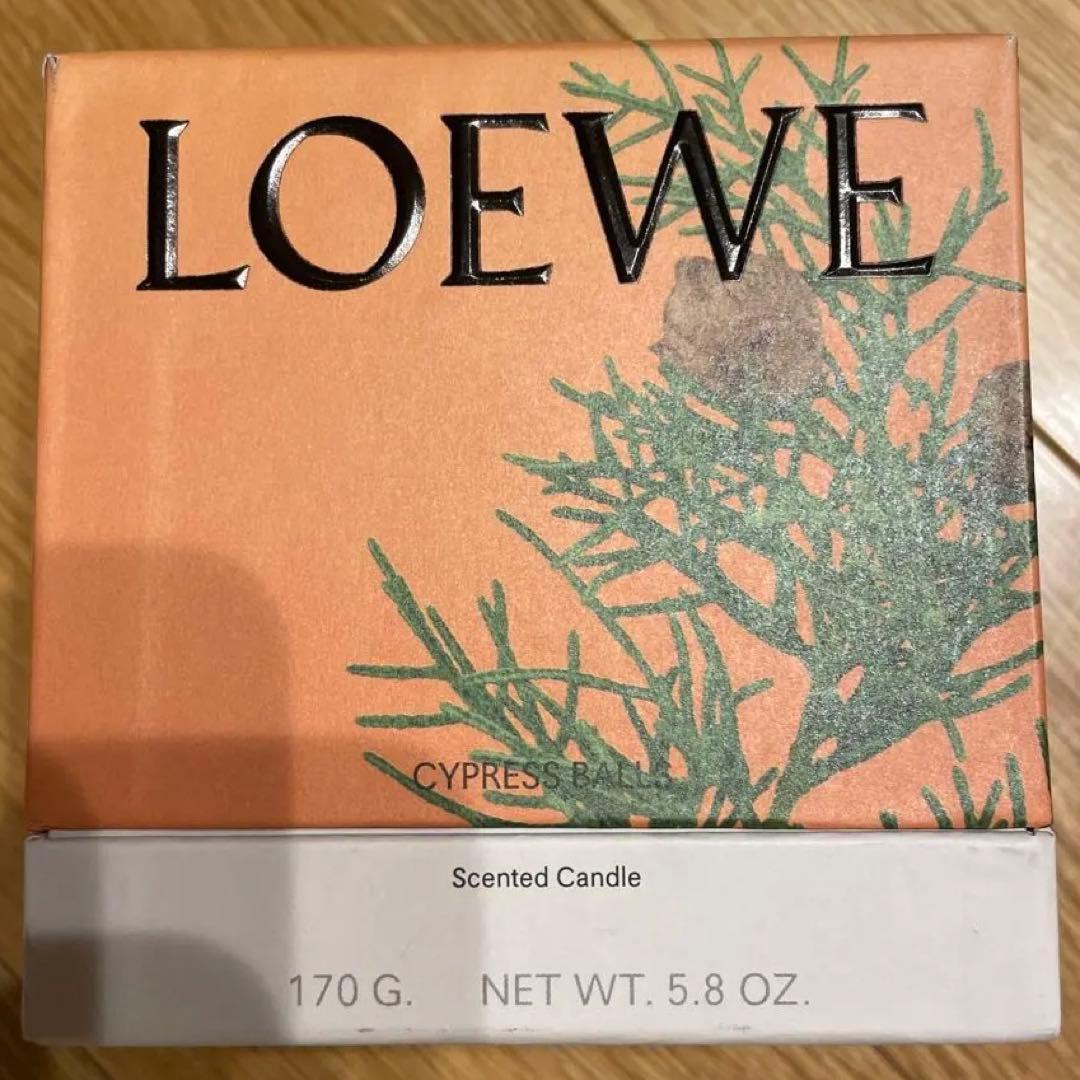 LOEWE
CYPRESS BALLS
Scented Candle
170 G. NET WT. 5.8 OZ.